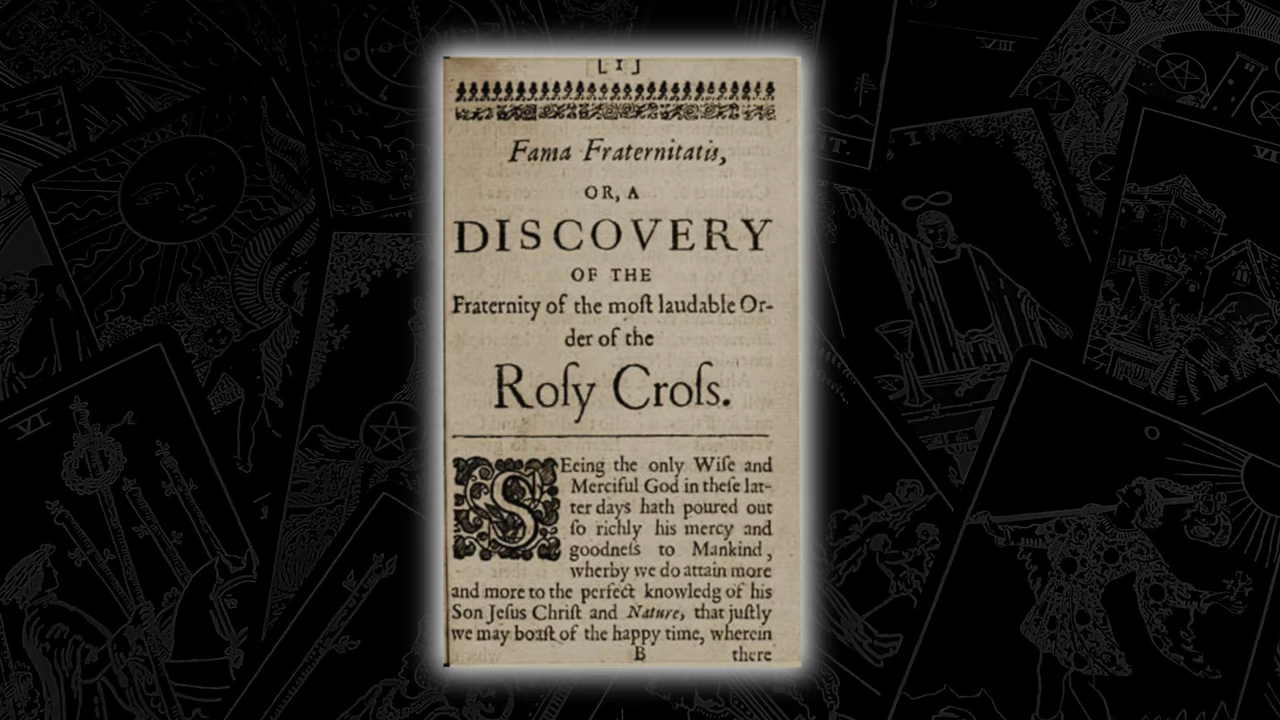 [ 1 ]
Fama Fraternitatis,
OR, A
DISCOVERY
OF THE
Fraternity of the moſt laudable Or-
der of the
Roſy Croſs.
SEeing the only Wiſe and
Merciful God in theſe lat-
ter days hath poured out
ſo richly his mercy and
goodneſs to Mankind,
wherby we do attain more
and more to the perfect knowledg of his
Son Jeſus Chriſt and Nature, that juſtly
we may boaſt of the happy time, wherein
B there
VI
I